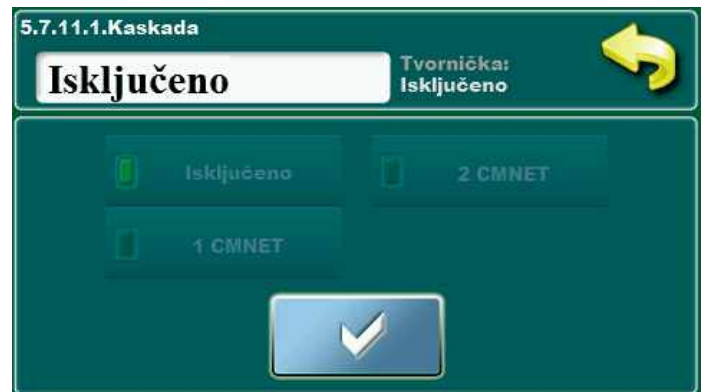 5.7.11.1.Kaskada
Isključeno
Tvornička:
Isključeno
Isključeno
2 CMNET
1 CMNET